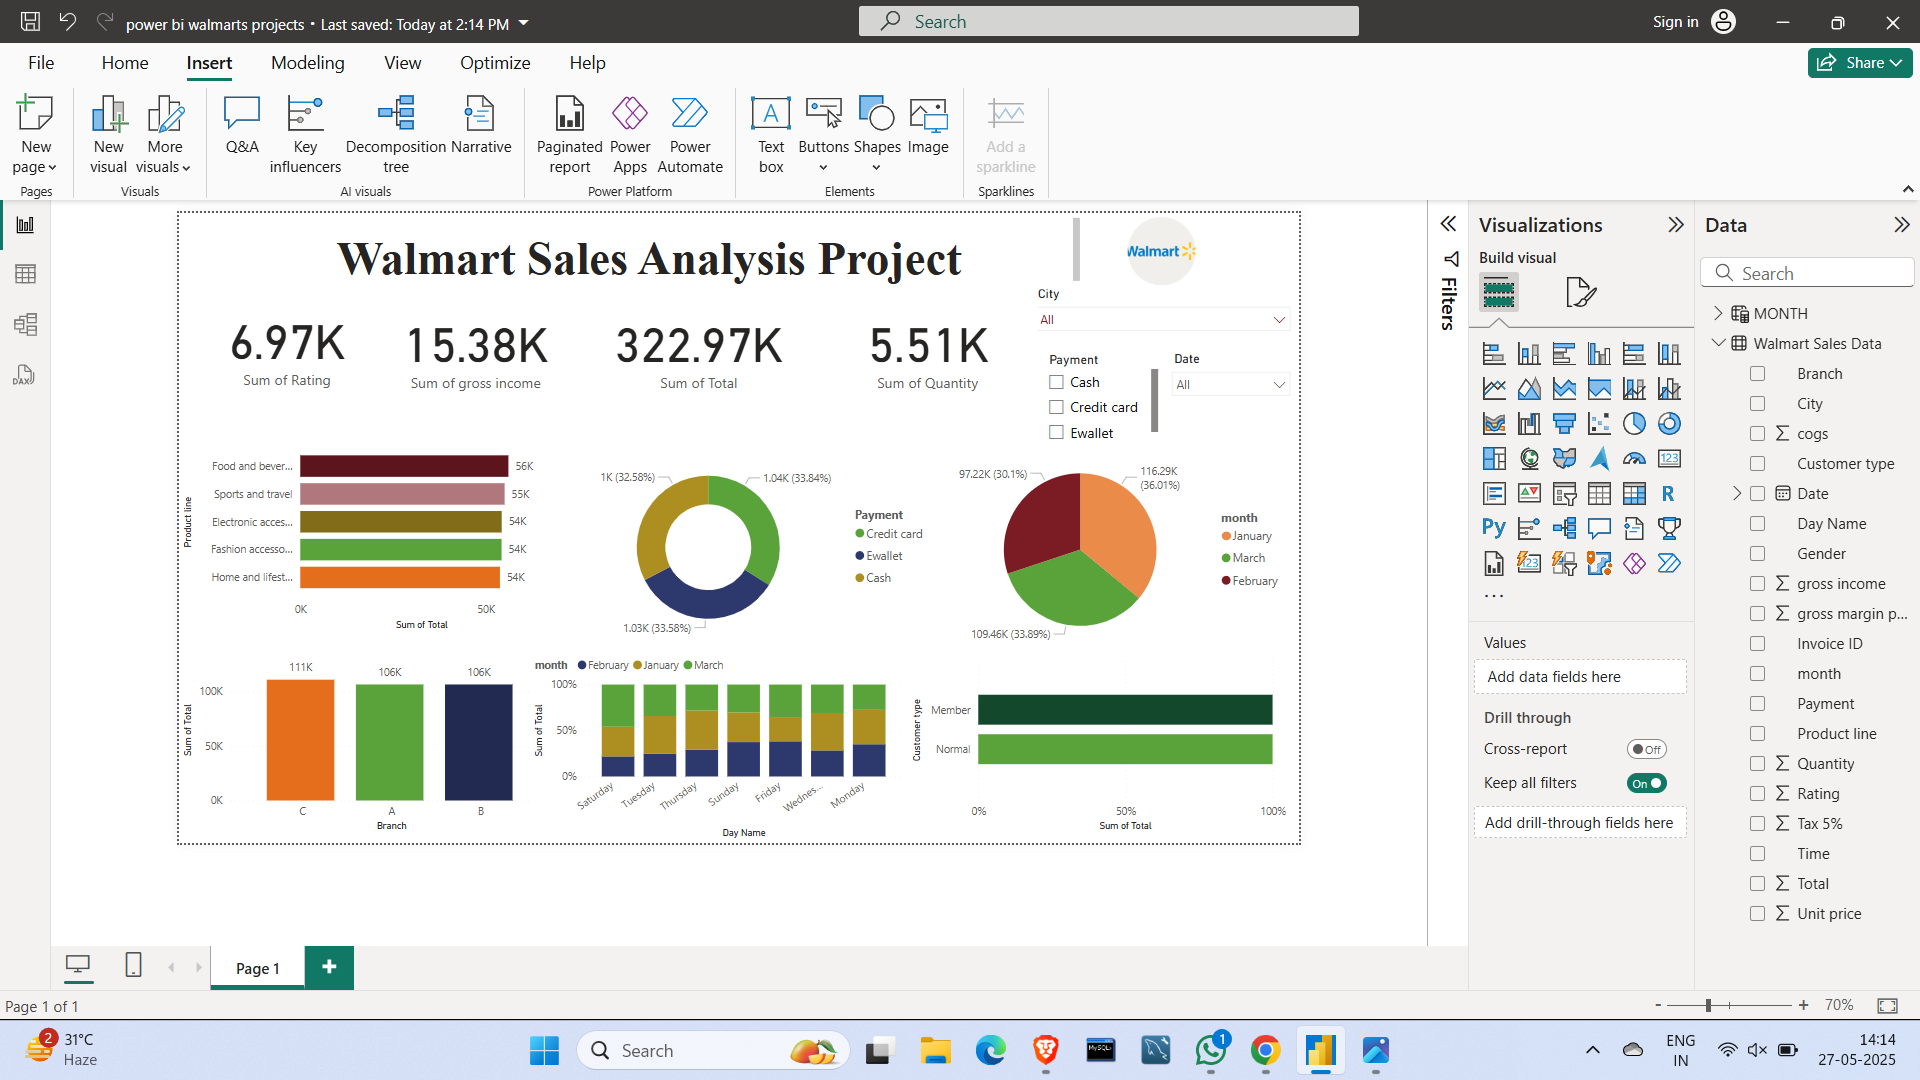 power bi walmarts projects • Last saved: Today at 2:14 PM
Search
Sign in
File Home Insert Modeling View Optimize Help
Share
New page
New visual
More visuals
Q&A
Key influencers
Decomposition tree
Narrative
Paginated report
Power Apps
Power Automate
Text box
Buttons
Shapes
Image
Add a sparkline
Pages
Visuals
AI visuals
Power Platform
Elements
Sparklines
Walmart Sales Analysis Project
Walmart
6.97K
Sum of Rating
15.38K
Sum of gross income
322.97K
Sum of Total
5.51K
Sum of Quantity
City
All
Payment
Cash
Credit card
Ewallet
Date
All
Product line
Food and bever... 56K
Sports and travel 55K
Electronic acces... 54K
Fashion accesso... 54K
Home and lifest... 54K
0K 50K
Sum of Total
1K (32.58%)
1.04K (33.84%)
1.03K (33.58%)
Payment
Credit card
Ewallet
Cash
97.22K (30.1%)
116.29K
(36.01%)
109.46K (33.89%)
month
January
March
February
Sum of Total
100K
50K
0K
111K 106K 106K
C A B
Branch
month February January March
Sum of Total
100%
50%
0%
Saturday Tuesday Thursday Sunday Friday Wednes... Monday
Day Name
Customer type
Member
Normal
0% 50% 100%
Sum of Total
Filters
Visualizations
Build visual
123
R
Py
123
...
Values
Add data fields here
Drill through
Cross-report Off
Keep all filters On
Add drill-through fields here
Data
Search
MONTH
Walmart Sales Data
Branch
City
∑ cogs
Customer type
Date
Day Name
Gender
∑ gross income
∑ gross margin p...
Invoice ID
month
Payment
Product line
∑ Quantity
∑ Rating
∑ Tax 5%
Time
∑ Total
∑ Unit price
DAX
Page 1
+
Page 1 of 1
- + 70%
2
31°C
Haze
Search
MySQL
1
ENG
IN
14:14
27-05-2025